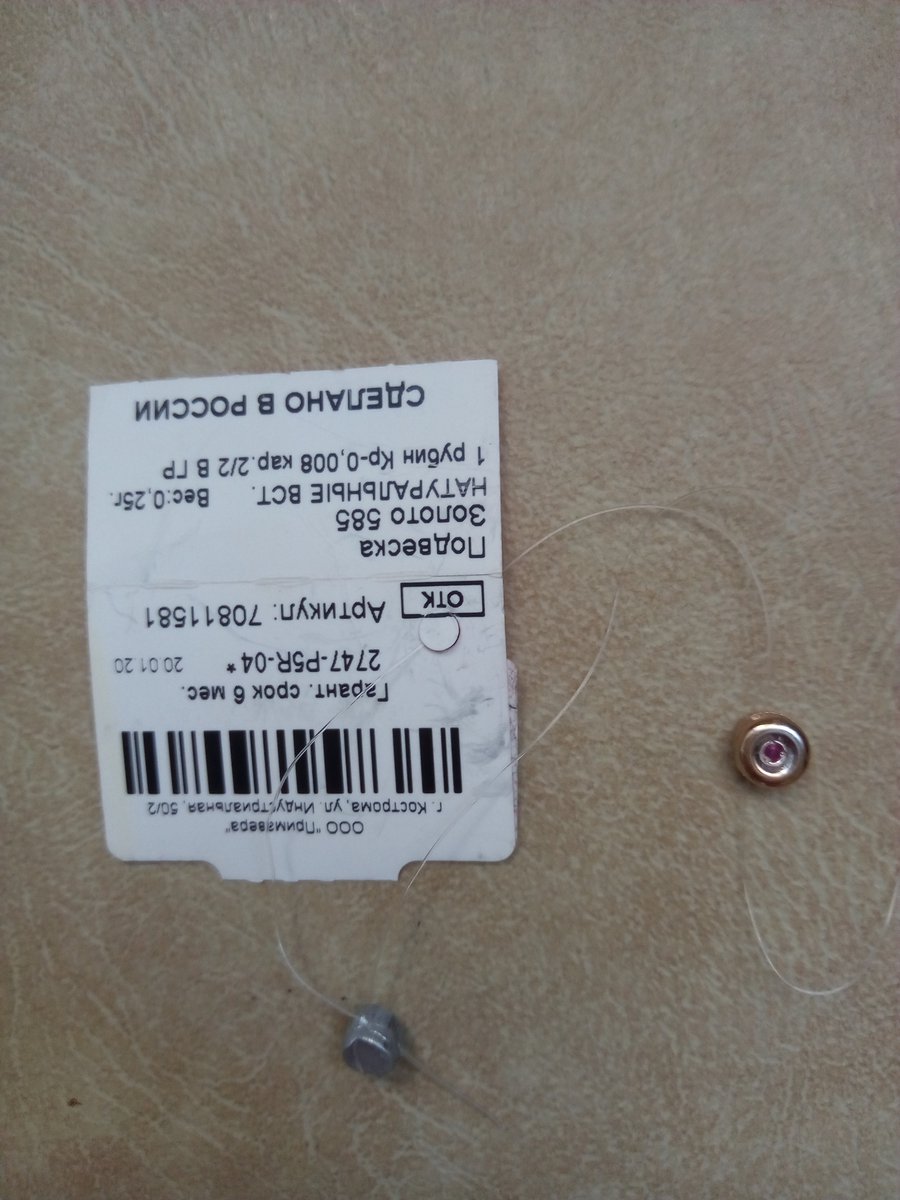 СДЕЛАНО В РОССИИ
1 рубин Кр-0,008 кар.2/2 В ГР
НАТУРАЛЬНЫЕ ВСТ. Вес:0,25г.
Золото 585
Подвеска
ОТК Артикул: 70811581
2747-P5R-04* 20.01.20
Гарант. срок 6 мес.
г. Кострома, ул. Индустриальная, 50/2
ООО "Примавера"